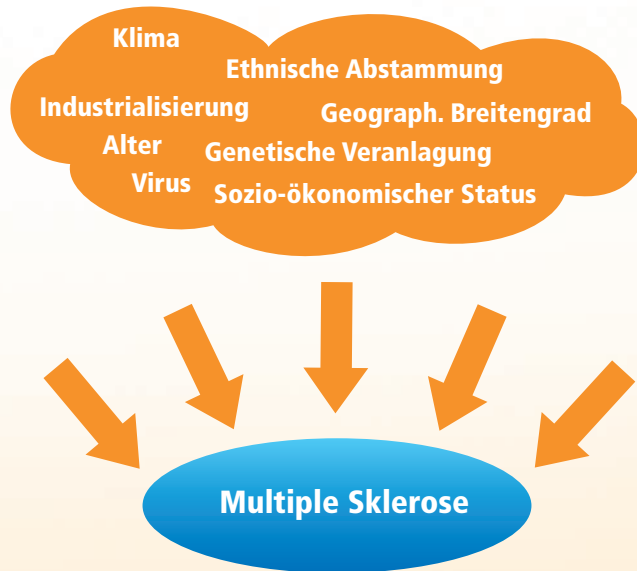 Klima
Ethnische Abstammung
Industrialisierung
Geograph. Breitengrad
Alter
Genetische Veranlagung
Virus
Sozio-ökonomischer Status
Multiple Sklerose